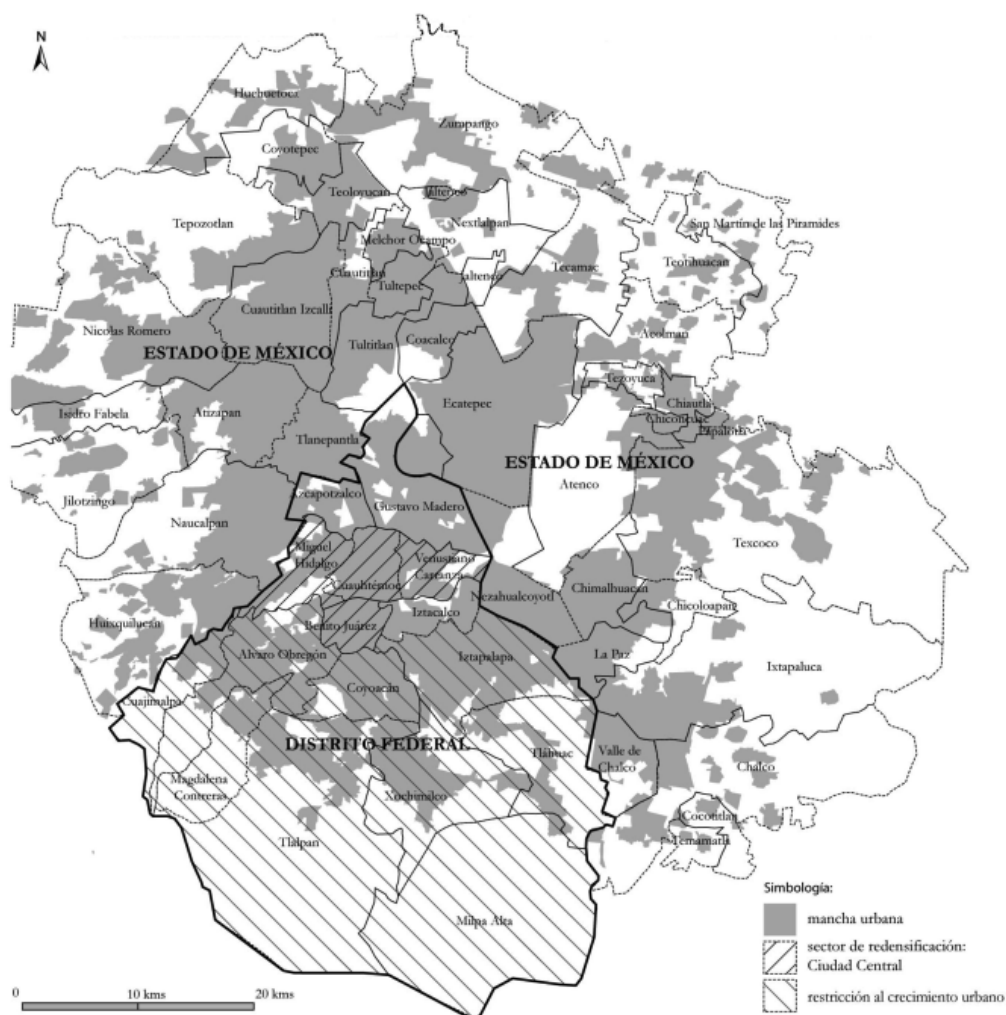 N
Huehuetoca
Zumpango
Coyotepec
Teoloyucan
Jaltenco
Nextlalpan
San Martín de las Piramides
Tepozotlan
Melchor Ocampo
Teotihuacan
Cuautitlan
Tultepec
Jaltenco
Tecamac
Cuautitlan Izcalli
Nicolas Romero
ESTADO DE MÉXICO
Tultitlan
Coacalco
Acolman
Tezoyuca
Isidro Fabela
Atizapan
Ecatepec
Chiautla
Chiconcuac
Papalotla
Tlanepantla
ESTADO DE MÉXICO
Atenco
Jilotzingo
Azcapotzalco
Gustavo Madero
Naucalpan
Texcoco
Miguel
Hidalgo
Venustiano
Carranza
Cuauhtémoc
Nezahualcoyod
Chimalhuacan
Chicoloapan
Huixquilucan
Benito Juárez
Iztacalco
Alvaro Obregón
Iztapalapa
La Paz
Ixtapaluca
Coyoacán
Cuajimalpa
DISTRITO FEDERAL
Tláhuac
Valle de
Chalco
Chalco
Magdalena
Contreras
Xochimilco
Cocotitlan
Temamatla
Tlalpan
Milpa Alta
Simbología:
mancha urbana
sector de redensificación:
Ciudad Central
restricción al crecimiento urbano
0 10 kms 20 kms